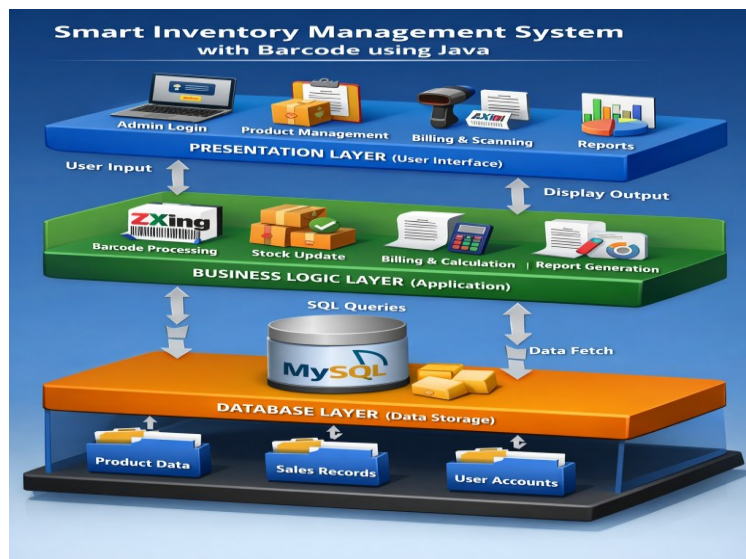 Smart Inventory Management System
with Barcode using Java
Admin Login
Product Management
Billing & Scanning
Reports
PRESENTATION LAYER (User Interface)
User Input
Display Output
ZXing
Barcode Processing
Stock Update
Billing & Calculation
| Report Generation
BUSINESS LOGIC LAYER (Application)
SQL Queries
Data Fetch
MySQL
DATABASE LAYER (Data Storage)
Product Data
Sales Records
User Accounts